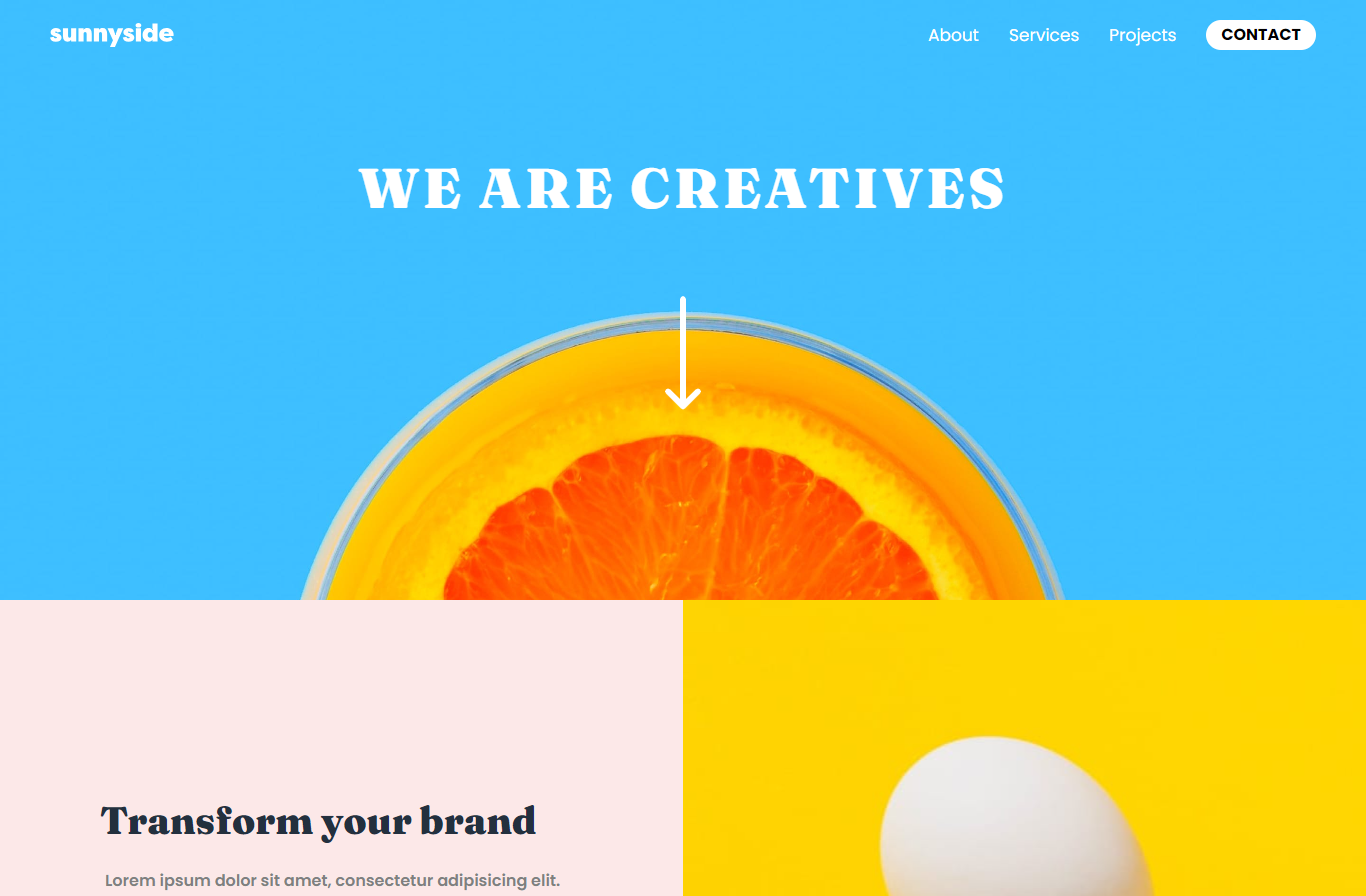 sunnyside
About Services Projects CONTACT
WE ARE CREATIVES
Transform your brand
Lorem ipsum dolor sit amet, consectetur adipisicing elit.